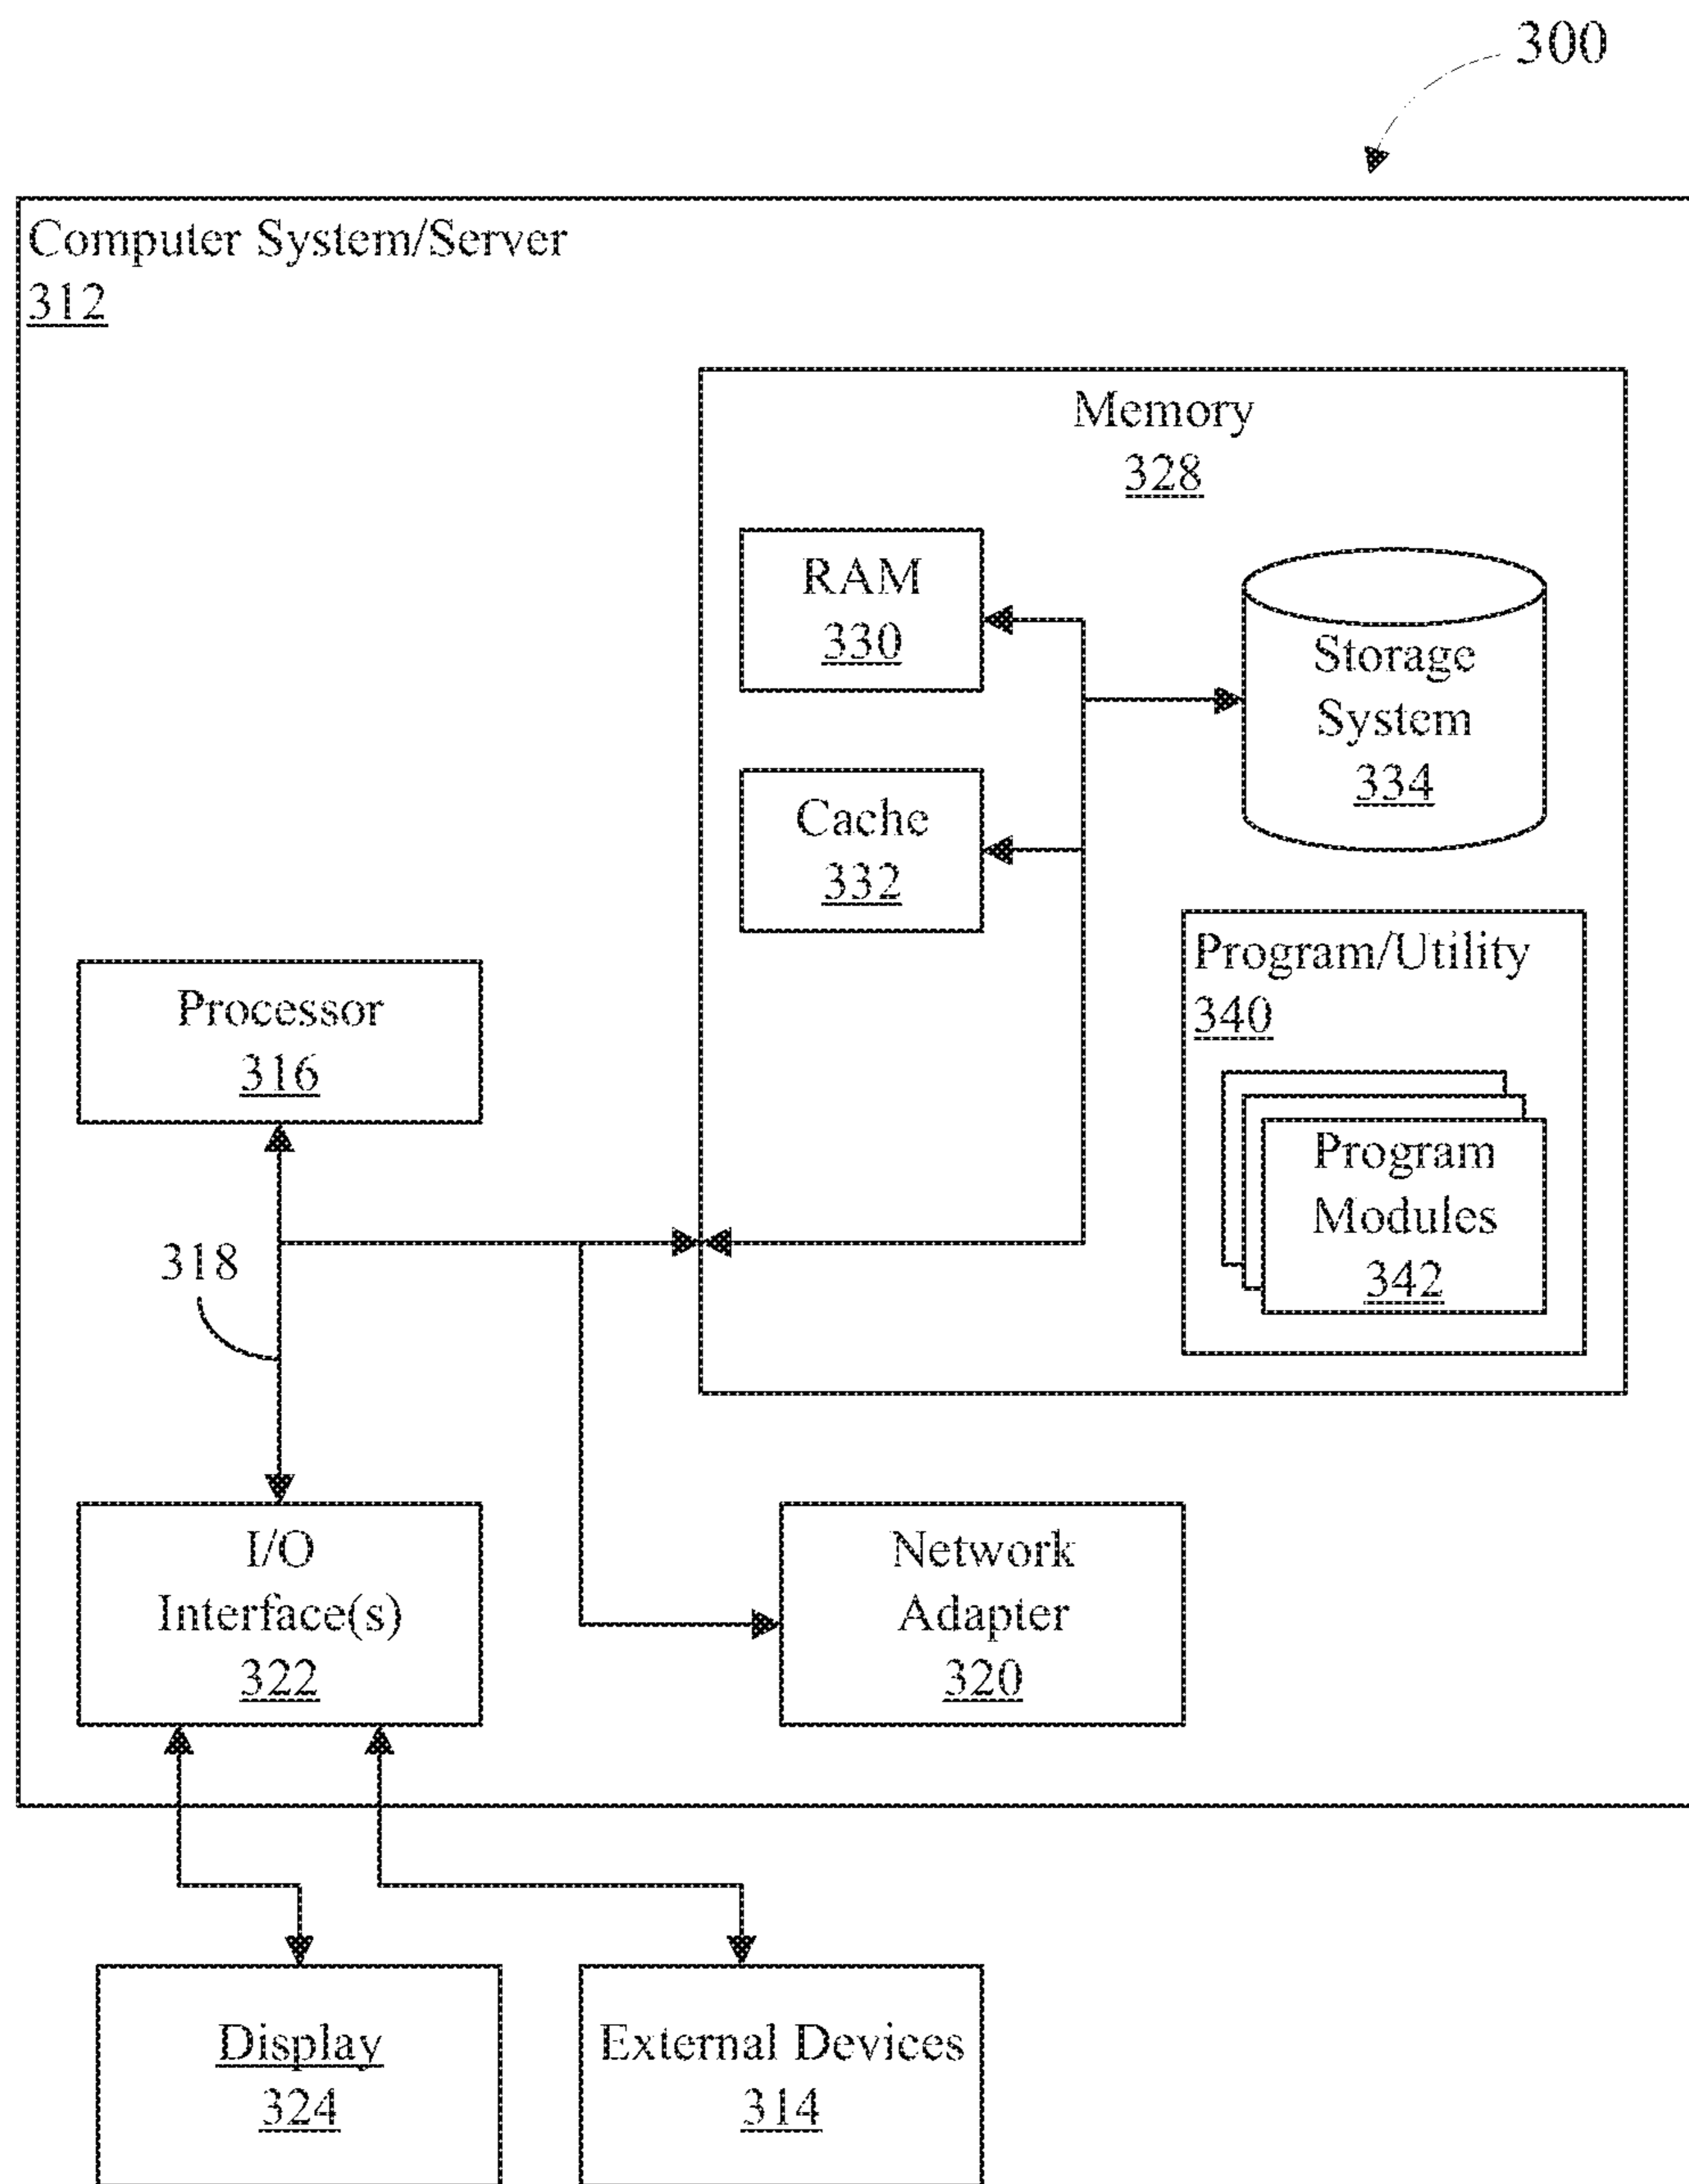 300
Computer System/Server
312
Memory
328
RAM
330
Storage
System
334
Cache
332
Program/Utility
340
Processor
316
Program
Modules
342
318
I/O
Interface(s)
322
Network
Adapter
320
Display
324
External Devices
314